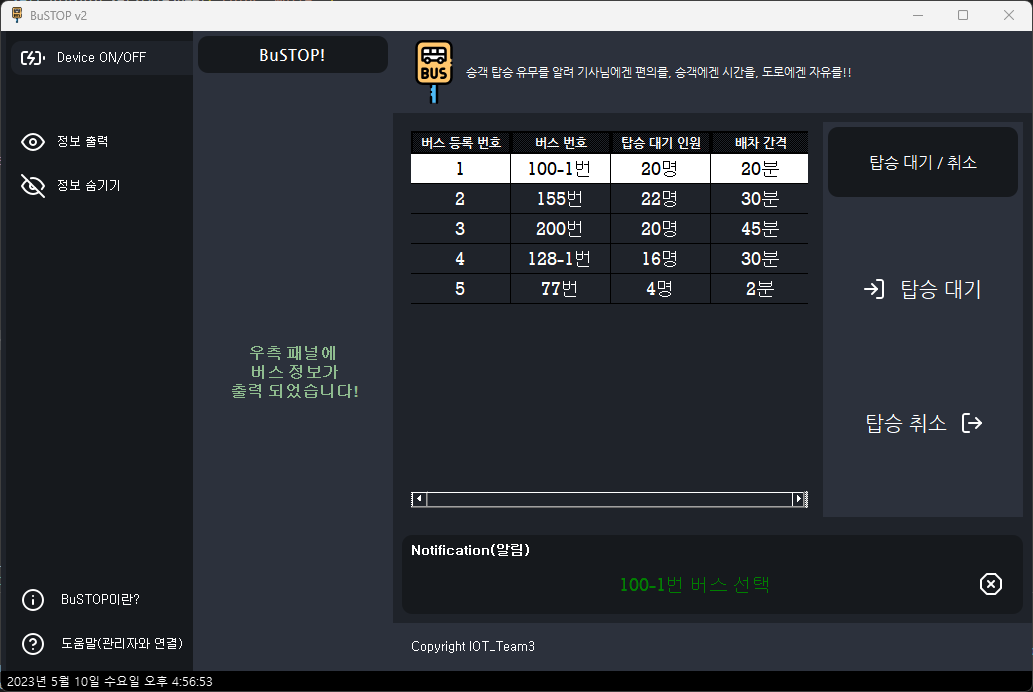 BuSTOP v2
Device ON/OFF
정보 출력
정보 숨기기
BuSTOP이란?
도움말(관리자와 연결)
BuSTOP!
우측 패널에
버스 정보가
출력 되었습니다!
BUS
승객 탑승 유무를 알려 기사님에겐 편의를, 승객에겐 시간을, 도로에겐 자유를!!
버스 등록 번호 버스 번호 탑승 대기 인원 배차 간격
1 100-1번 20명 20분
2 155번 22명 30분
3 200번 20명 45분
4 128-1번 16명 30분
5 77번 4명 2분
탑승 대기 / 취소
탑승 대기
탑승 취소
Notification(알림)
100-1번 버스 선택
Copyright IOT_Team3
2023년 5월 10일 수요일 오후 4:56:53